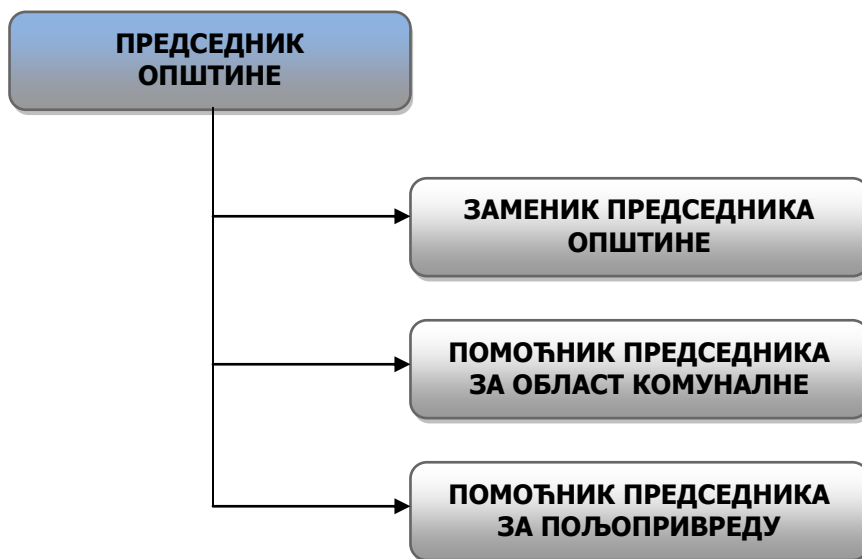 ПРЕДСЕДНИК
ОПШТИНЕ
ЗАМЕНИК ПРЕДСЕДНИКА
ОПШТИНЕ
ПОМОЋНИК ПРЕДСЕДНИКА
ЗА ОБЛАСТ КОМУНАЛНЕ
ПОМОЋНИК ПРЕДСЕДНИКА
ЗА ПОЉОПРИВРЕДУ